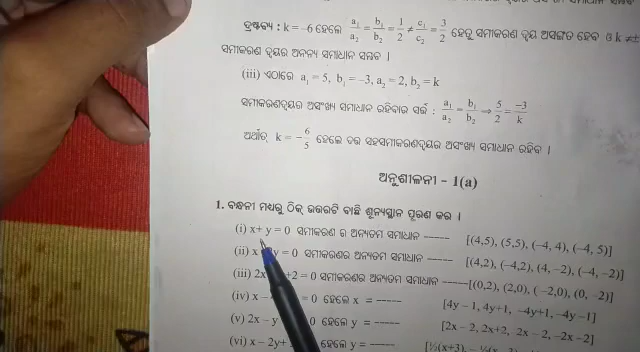 ଦ୍ରଷ୍ଟବ୍ୟ : k = –6 ହେଲେ a₁/a₂ = b₁/b₂ = 1/2 ≠ c₁/c₂ = 3/2 ହେତୁ ସମୀକରଣ ଦ୍ବୟ ଅସଙ୍ଗତ ହେବ ଓ k ≠
ସମୀକରଣ ଦ୍ବୟର ଅନନ୍ୟ ସମାଧାନ ସମ୍ଭବ ।
(iii) ଏଠାରେ a₁ = 5, b₁ = –3, a₂ = 2, b₂ = k
ସମୀକରଣଦ୍ବୟର ଅସଂଖ୍ୟ ସମାଧାନ ରହିବାର ସର୍ତ୍ତ : a₁/a₂ = b₁/b₂ ⇒ 5/2 = –3/k
ଅର୍ଥାତ୍ k = – 6/5 ହେଲେ ଦତ୍ତ ସହସମୀକରଣଦ୍ବୟର ଅସଂଖ୍ୟ ସମାଧାନ ରହିବ ।
ଅନୁଶୀଳନୀ – 1(a)
1. ବନ୍ଧନୀ ମଧ୍ୟରୁ ଠିକ୍ ଉତ୍ତରଟି ବାଛି ଶୂନ୍ୟସ୍ଥାନ ପୂରଣ କର ।
(i) x + y = 0 ସମୀକରଣ ର ଅନ୍ୟତମ ସମାଧାନ ——— [(4,5), (5,5), (–4, 4), (–4, 5)]
(ii) x y = 0 ସମୀକରଣର ଅନ୍ୟତମ ସମାଧାନ ——— [(4,2), (–4,2), (4, –2), (–4, –2)]
(iii) 2x +2 = 0 ସମୀକରଣର ଅନ୍ୟତମ ସମାଧାନ ——— [(0,2), (2,0), (–2,0), (0, –2)]
(iv) x – = 0 ହେଲେ x = ——— [4y – 1, 4y+1, –4y+1, –4y –1]
(v) 2x – y 0 ହେଲେ y = ——— [2x – 2, 2x+2, 2x – 2, –2x – 2]
(vi) x – 2y+ ହେଲେ y = ——— [½(x+3), –